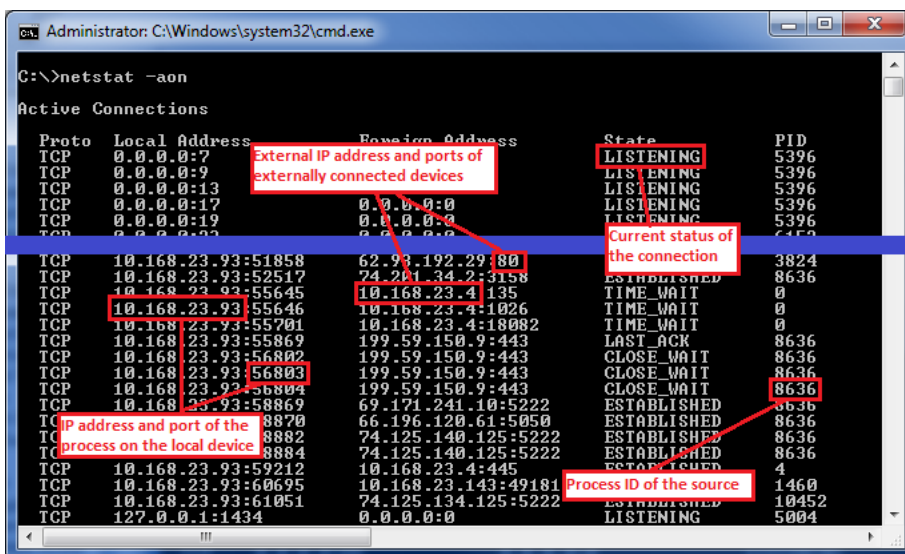 Administrator: C:\Windows\system32\cmd.exe
C:\>netstat -aon
Active Connections
Proto Local Address Foreign Address State PID
TCP 0.0.0.0:7 LISTENING 5396
TCP 0.0.0.0:9 LISTENING 5396
TCP 0.0.0.0:13 LISTENING 5396
TCP 0.0.0.0:17 0.0.0.0:0 LISTENING 5396
TCP 0.0.0.0:19 0.0.0.0:0 LISTENING 5396
External IP address and ports of
externally connected devices
Current status of
the connection
TCP 10.168.23.93:51858 62.93.192.29:80 3824
TCP 10.168.23.93:52517 74.201.34.2:3158 ESTABLISHED 8636
TCP 10.168.23.93:55645 10.168.23.4:135 TIME_WAIT 0
TCP 10.168.23.93:55646 10.168.23.4:1026 TIME_WAIT 0
TCP 10.168.23.93:55701 10.168.23.4:18082 TIME_WAIT 0
TCP 10.168.23.93:55869 199.59.150.9:443 LAST_ACK 8636
TCP 10.168.23.93:56802 199.59.150.9:443 CLOSE_WAIT 8636
TCP 10.168.23.93:56803 199.59.150.9:443 CLOSE_WAIT 8636
TCP 10.168.23.93:56804 199.59.150.9:443 CLOSE_WAIT 8636
TCP 10.168.23.93:58869 69.171.241.10:5222 ESTABLISHED 8636
8870 66.196.120.61:5050 ESTABLISHED 8636
8882 74.125.140.125:5222 ESTABLISHED 8636
8884 74.125.140.125:5222 ESTABLISHED 8636
IP address and port of the
process on the local device
TCP 10.168.23.93:59212 10.168.23.4:445 ESTABLISHED 4
TCP 10.168.23.93:60695 10.168.23.143:49181 1460
TCP 10.168.23.93:61051 74.125.134.125:5222 ESTABLISHED 10452
TCP 127.0.0.1:1434 0.0.0.0:0 LISTENING 5004
Process ID of the source